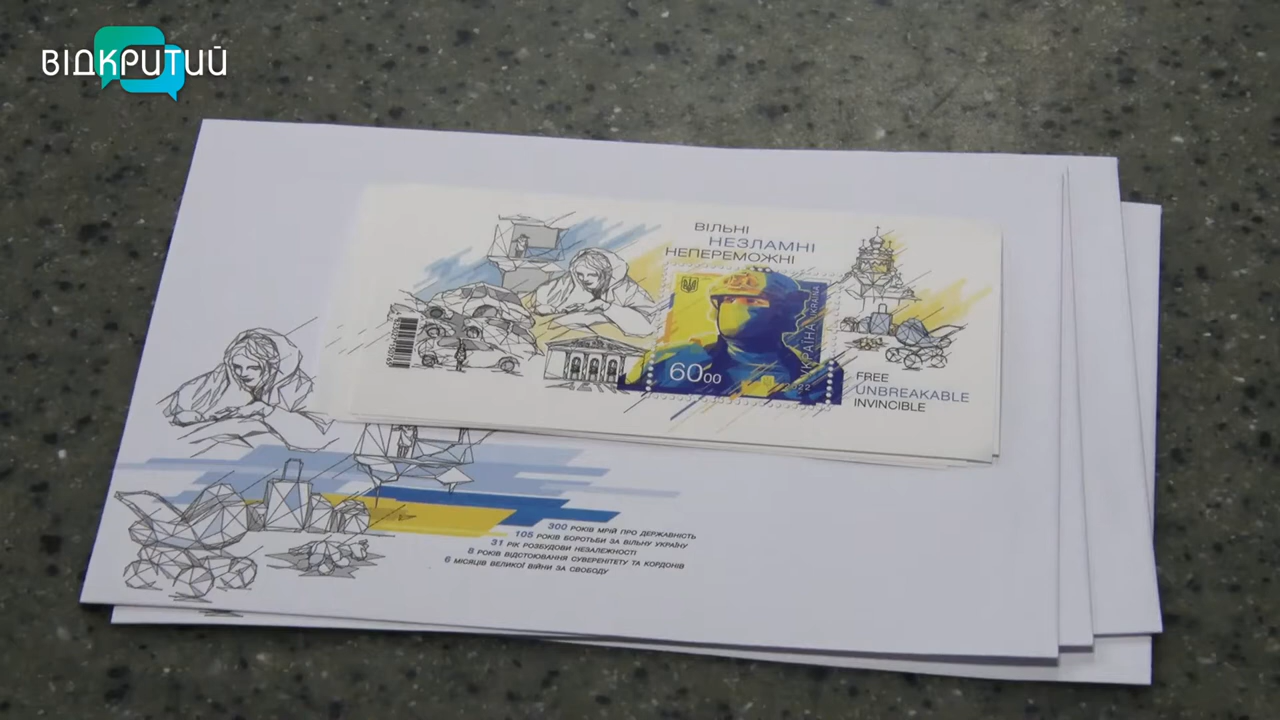 ВІДКРИТИЙ
ВІЛЬНІ
НЕЗЛАМНІ
НЕПЕРЕМОЖНІ
УКРАЇНА UKRAINE
60.00
2022
FREE
UNBREAKABLE
INVINCIBLE
300 РОКІВ МРІЙ ПРО ДЕРЖАВНІСТЬ
105 РОКІВ БОРОТЬБИ ЗА ВІЛЬНУ УКРАЇНУ
31 РІК РОЗБУДОВИ НЕЗАЛЕЖНОСТІ
8 РОКІВ ВІДСТОЮВАННЯ СУВЕРЕНІТЕТУ ТА КОРДОНІВ
6 МІСЯЦІВ ВЕЛИКОЇ ВІЙНИ ЗА СВОБОДУ